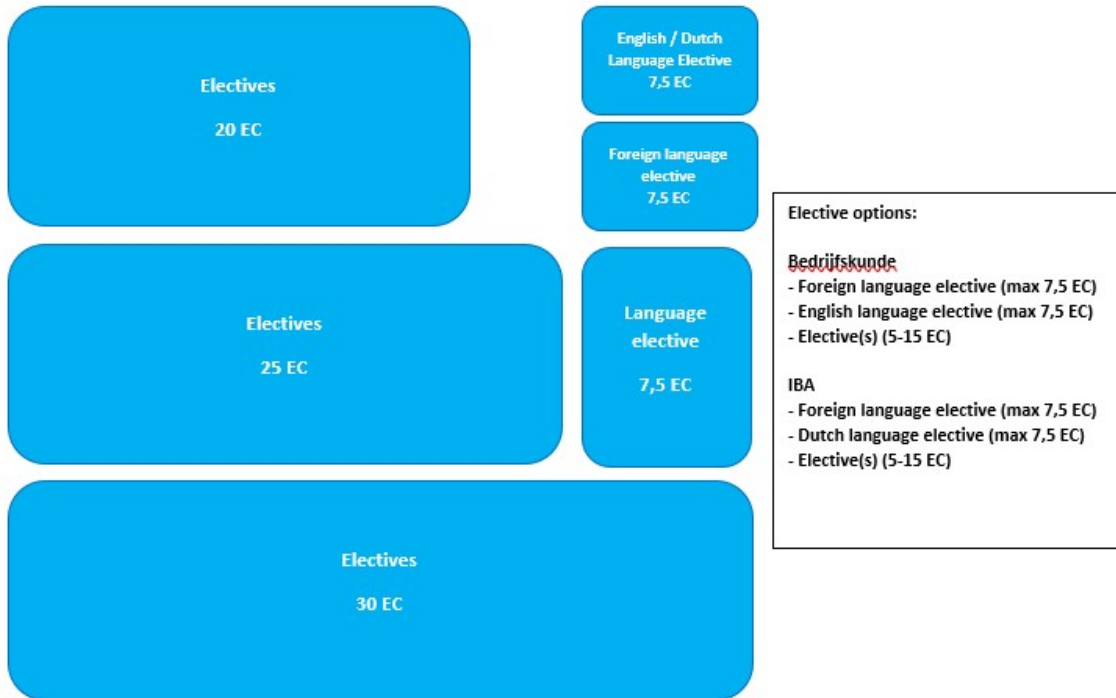 Electives
20 EC
English / Dutch
Language Elective
7,5 EC
Foreign language
elective
7,5 EC
Electives
25 EC
Language
elective
7,5 EC
Electives
30 EC
Elective options:
Bedrijfskunde
- Foreign language elective (max 7,5 EC)
- English language elective (max 7,5 EC)
- Elective(s) (5-15 EC)
IBA
- Foreign language elective (max 7,5 EC)
- Dutch language elective (max 7,5 EC)
- Elective(s) (5-15 EC)